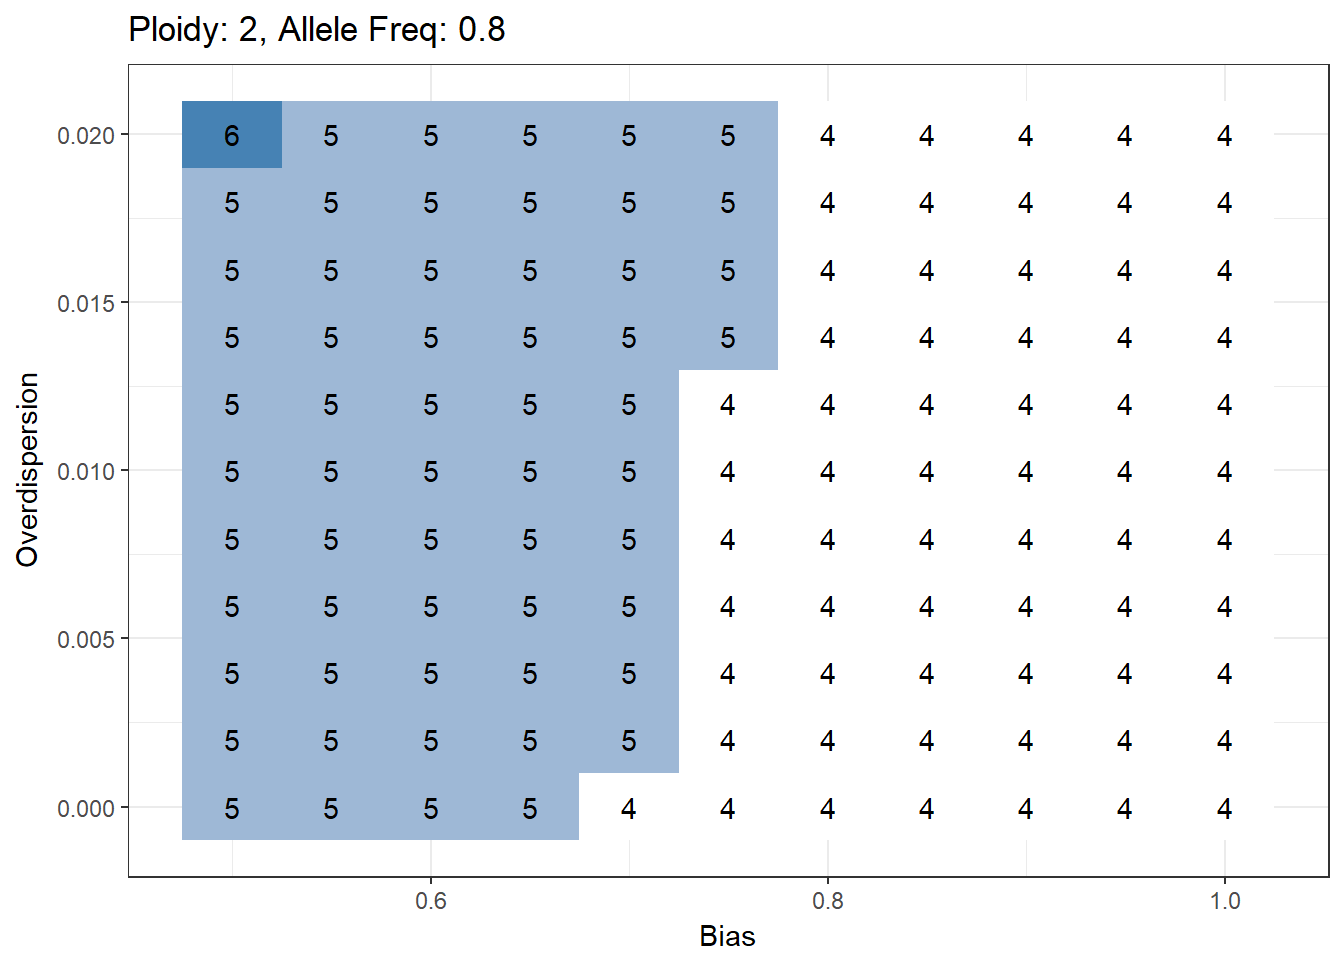 Ploidy: 2, Allele Freq: 0.8
0.020 6 5 5 5 5 5 4 4 4 4 4
5 5 5 5 5 5 4 4 4 4 4
5 5 5 5 5 5 4 4 4 4 4
0.015
5 5 5 5 5 5 4 4 4 4 4
5 5 5 5 5 4 4 4 4 4 4
0.010 5 5 5 5 5 4 4 4 4 4 4
5 5 5 5 5 4 4 4 4 4 4
5 5 5 5 5 4 4 4 4 4 4
0.005
5 5 5 5 5 4 4 4 4 4 4
5 5 5 5 5 4 4 4 4 4 4
0.000 5 5 5 5 4 4 4 4 4 4 4
0.6 0.8 1.0
Bias
Overdispersion